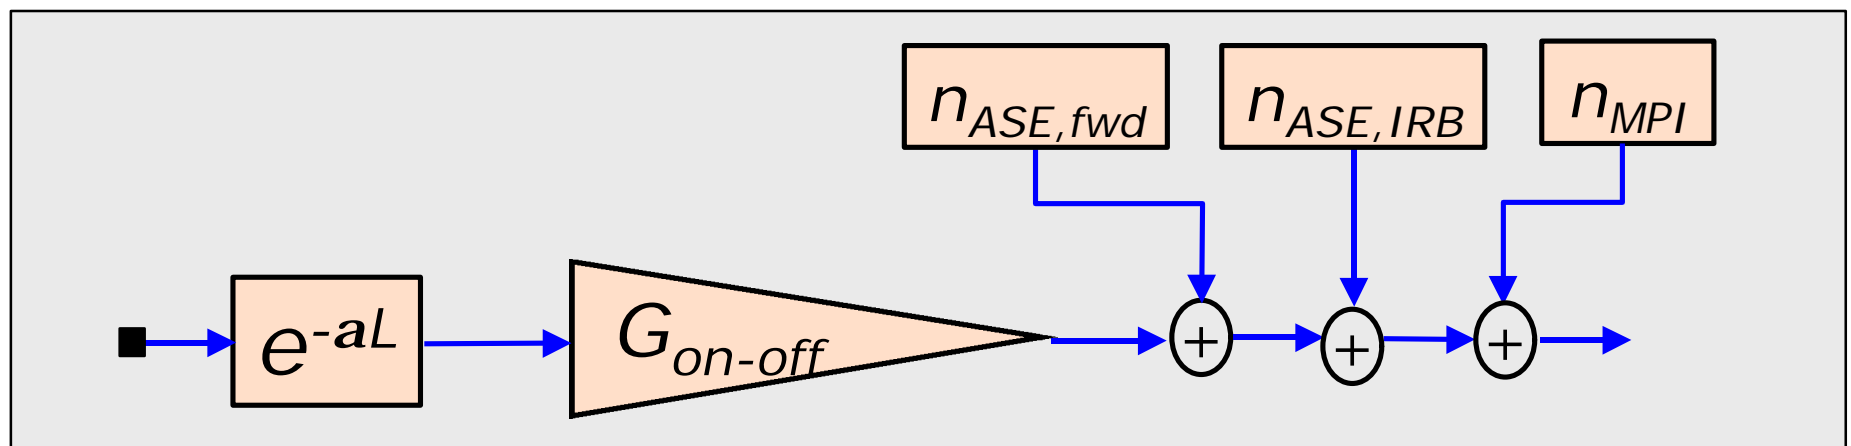 n_ASE,fwd
n_ASE,IRB
n_MPI
e^-aL
G_on-off
+
+
+